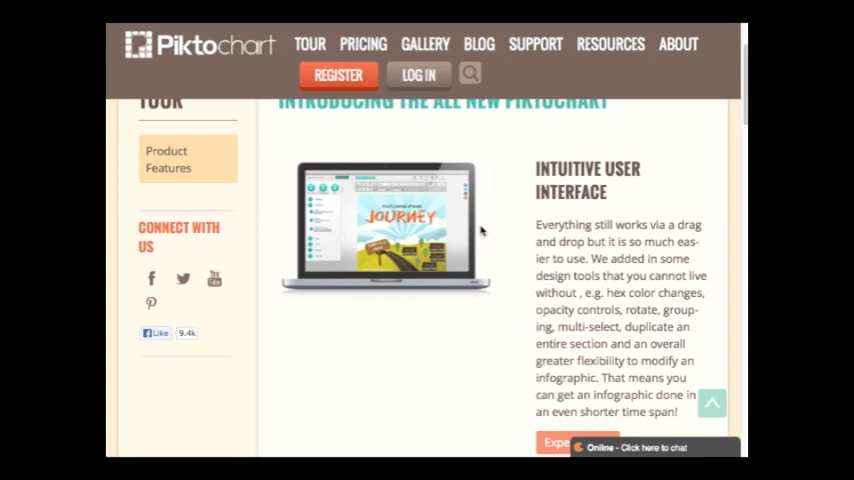 Piktochart
TOUR PRICING GALLERY BLOG SUPPORT RESOURCES ABOUT
REGISTER LOG IN
TOUR
INTRODUCING THE ALL NEW PIKTOCHART
Product
Features
CONNECT WITH
US
Like 9.4k
JOURNEY
INTUITIVE USER
INTERFACE
Everything still works via a drag
and drop but it is so much eas-
ier to use. We added in some
design tools that you cannot live
without , e.g. hex color changes,
opacity controls, rotate, group-
ing, multi-select, duplicate an
entire section and an overall
greater flexibility to modify an
infographic. That means you
can get an infographic done in
an even shorter time span!
Expe
Online - Click here to chat